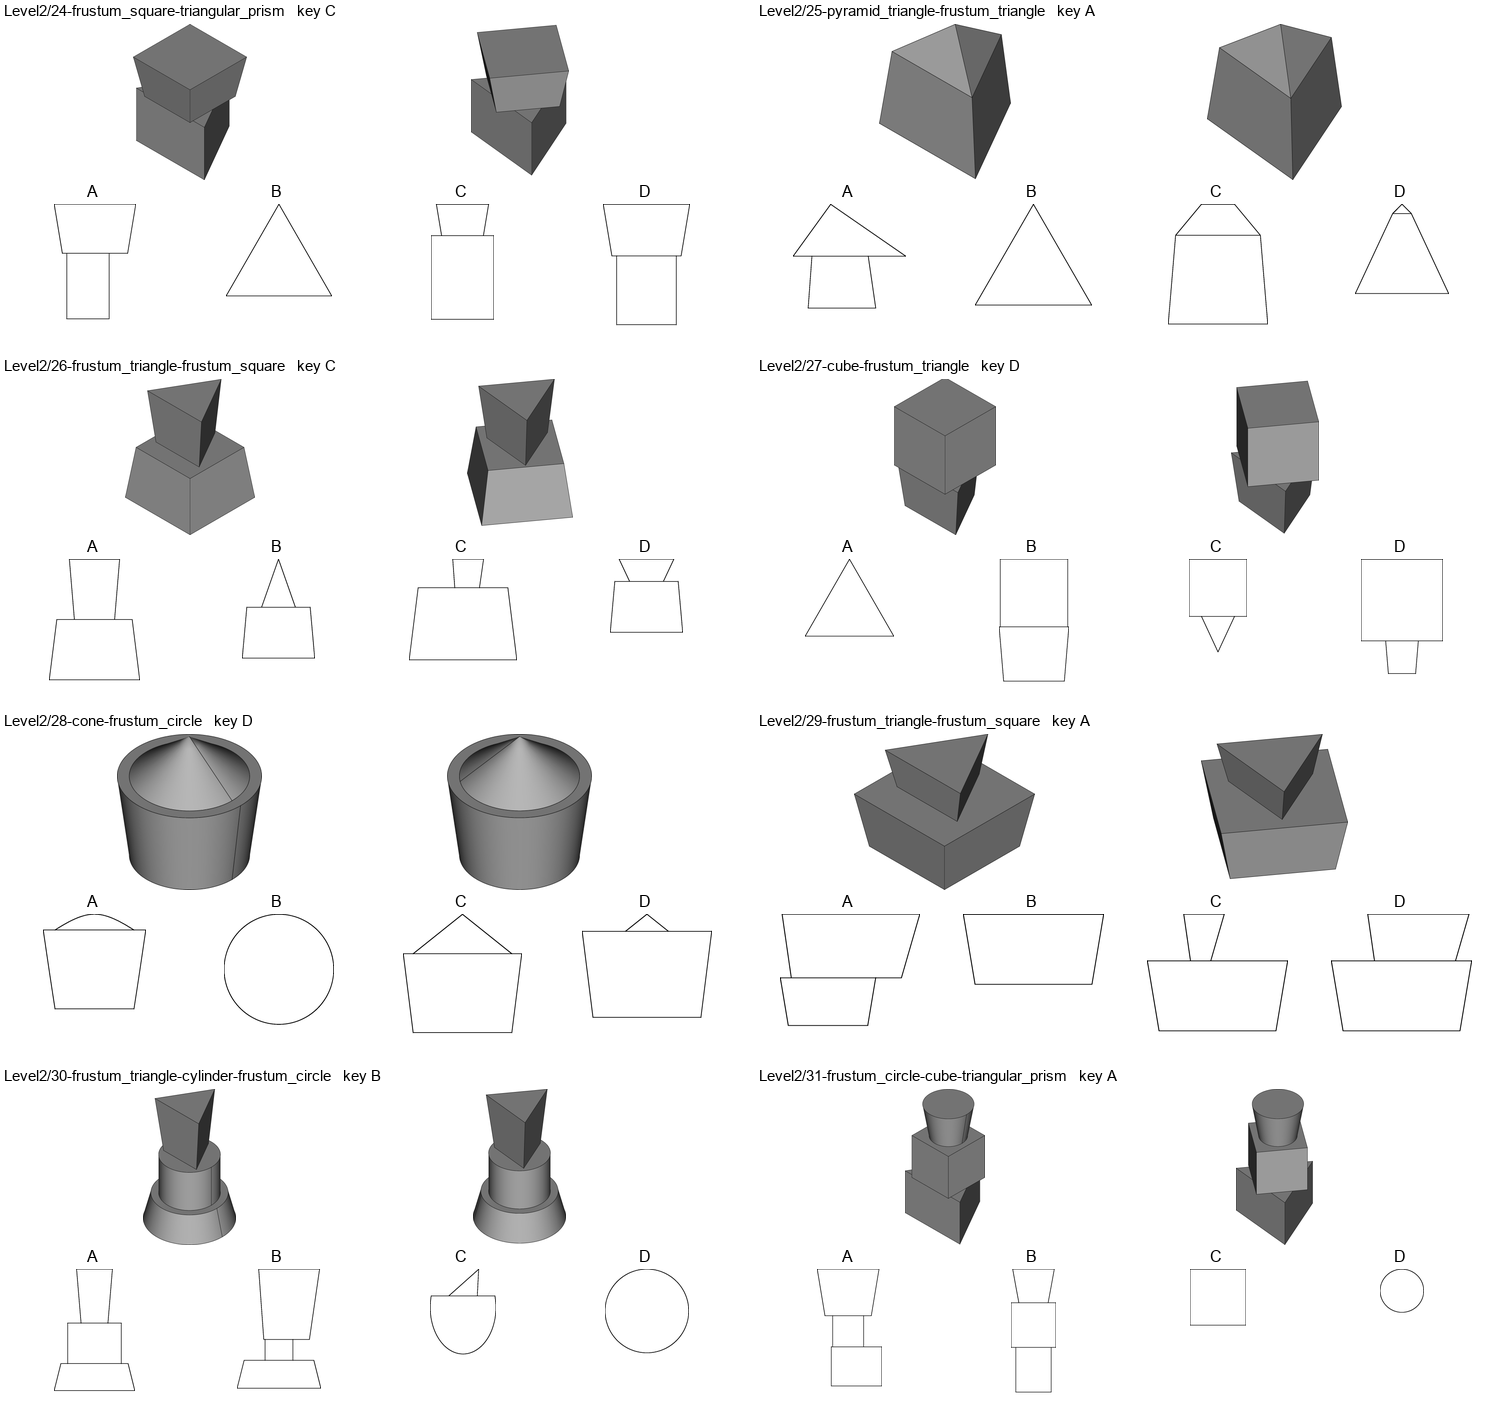 Level2/24-frustum_square-triangular_prism key C
A B C D
Level2/25-pyramid_triangle-frustum_triangle key A
A B C D
Level2/26-frustum_triangle-frustum_square key C
A B C D
Level2/27-cube-frustum_triangle key D
A B C D
Level2/28-cone-frustum_circle key D
A B C D
Level2/29-frustum_triangle-frustum_square key A
A B C D
Level2/30-frustum_triangle-cylinder-frustum_circle key B
A B C D
Level2/31-frustum_circle-cube-triangular_prism key A
A B C D